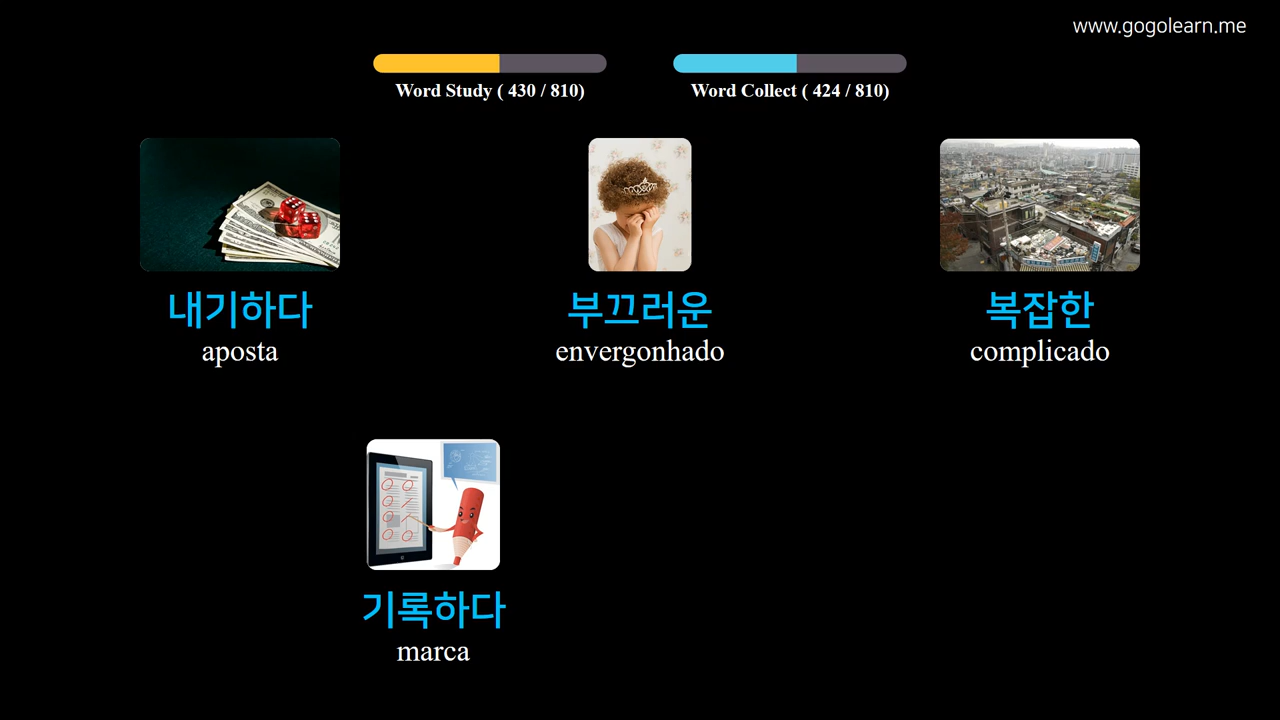 www.gogolearn.me
Word Study ( 430 / 810)
Word Collect ( 424 / 810)
내기하다
aposta
부끄러운
envergonhado
복잡한
complicado
기록하다
marca